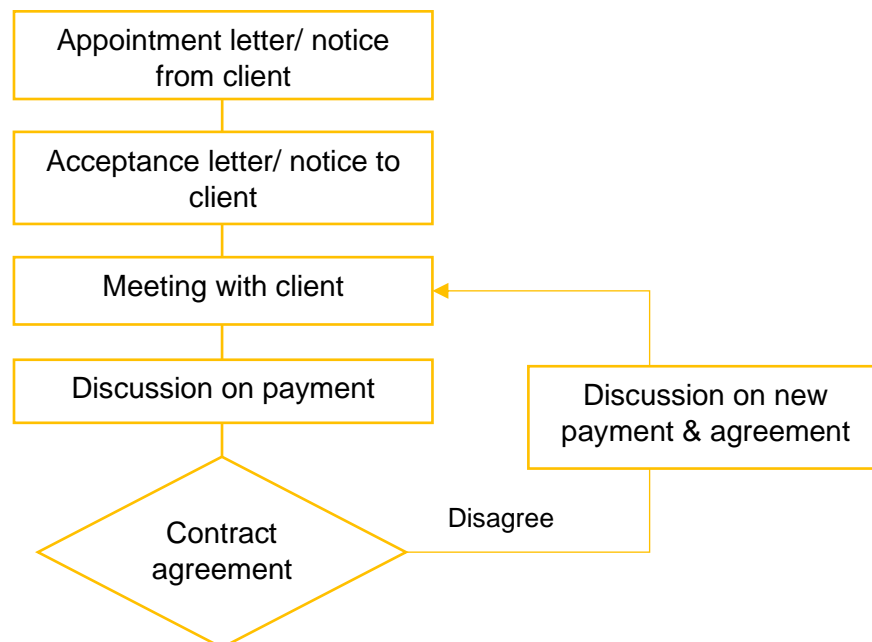 Appointment letter/ notice
from client
Acceptance letter/ notice to
client
Meeting with client
Discussion on payment
Discussion on new
payment & agreement
Disagree
Contract
agreement